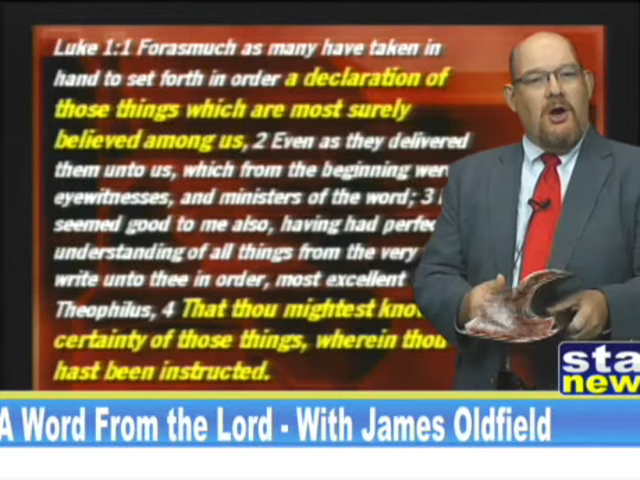 Luke 1:1 Forasmuch as many have taken in
hand to set forth in order a declaration of
those things which are most surely
believed among us, 2 Even as they delivered
them unto us, which from the beginning
eyewitnesses, and ministers of the word; 3
seemed good to me also, having had
understanding of all things from the very
write unto thee in order, most excellent
Theophilus, 4 That thou mightest
certainty of those things, wherein thou
hast been instructed.
sta
new
A Word From the Lord - With James Oldfield